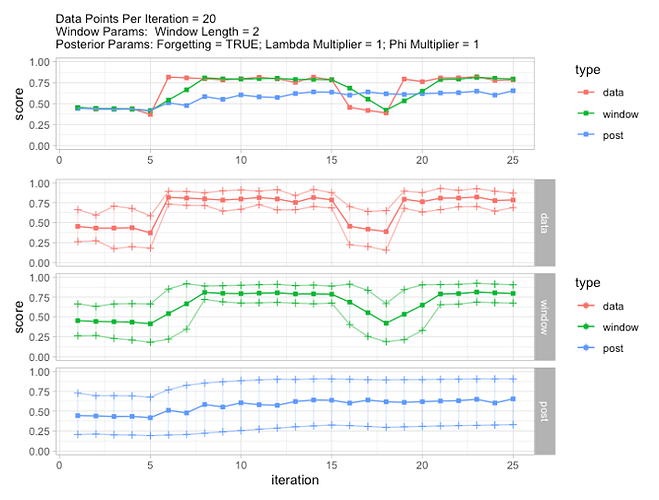 Data Points Per Iteration = 20
Window Params:  Window Length = 2
Posterior Params: Forgetting = TRUE; Lambda Multiplier = 1; Phi Multiplier = 1
1.00
0.75
0.50
0.25
0.00
score
0 5 10 15 20 25
type
data
window
post
1.00
0.75
0.50
0.25
0.00
data
1.00
0.75
0.50
0.25
0.00
score
window
type
data
window
post
1.00
0.75
0.50
0.25
0.00
post
0 5 10 15 20 25
iteration